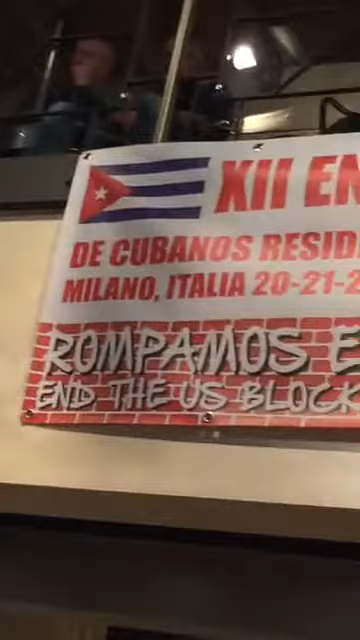 XII EN
DE CUBANOS RESID
MILANO, ITALIA 20-21-2
ROMPAMOS E
END THE US BLOCK